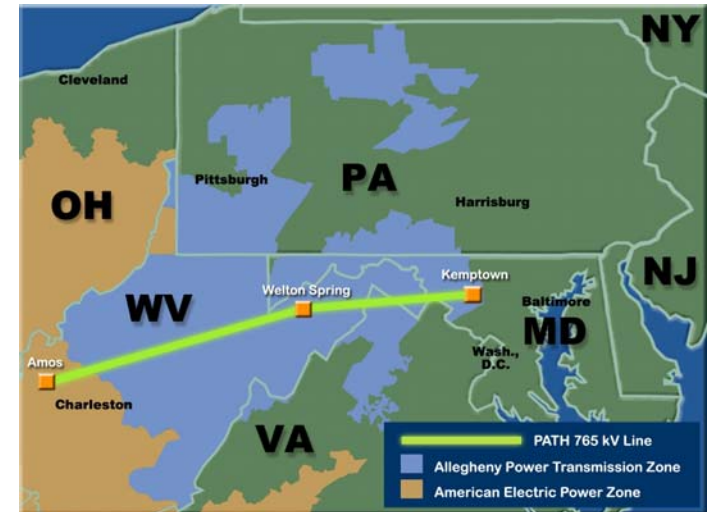 NY
Cleveland
Pittsburgh
PA
OH
Harrisburg
NJ
Kemptown
Welton Spring
WV
Baltimore
MD
Wash.,
D.C.
Amos
Charleston
VA
PATH 765 kV Line
Allegheny Power Transmission Zone
American Electric Power Zone